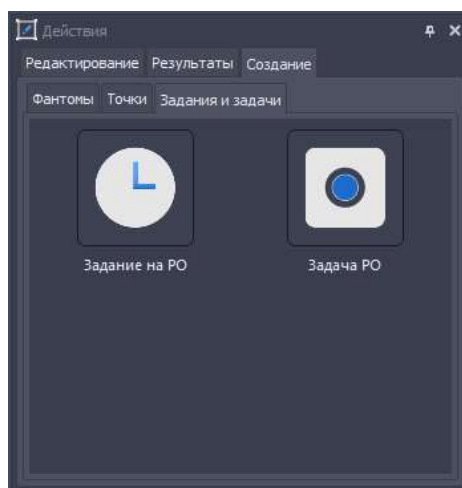 Действия
Редактирование Результаты Создание
Фантомы Точки Задания и задачи
Задание на РО Задача РО